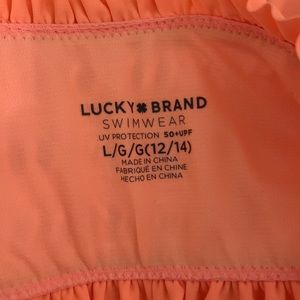 LUCKY BRAND
SWIMWEAR
UV PROTECTION 50+UPF
L/G/G(12/14)
MADE IN CHINA
FABRIQUÉ EN CHINE
HECHO EN CHINA